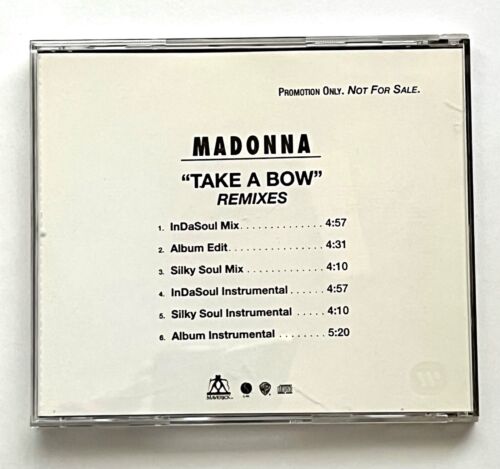 PROMOTION ONLY. NOT FOR SALE.
MADONNA
“TAKE A BOW”
REMIXES
1. InDaSoul Mix . . . . . . . . . . . . . 4:57
2. Album Edit . . . . . . . . . . . . . . . 4:31
3. Silky Soul Mix . . . . . . . . . . . . 4:10
4. InDaSoul Instrumental . . . . . . 4:57
5. Silky Soul Instrumental . . . . . 4:10
6. Album Instrumental . . . . . . . . 5:20
MAVERICK